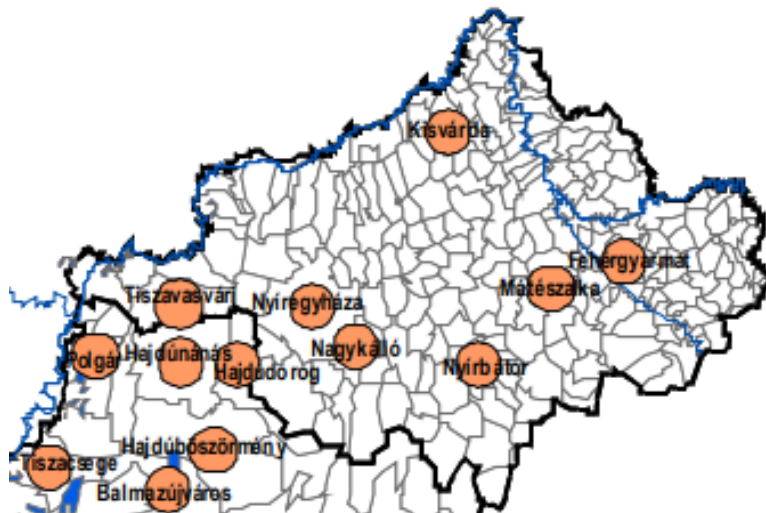 Kisvárda
Fehérgyarmat
Mátészalka
Tiszavasvári
Nyíregyháza
Nagykálló
Polgár
Hajdúnánás
Hajdúdorog
Nyírbátor
Hajdúböszörmény
Tiszacsege
Balmazújváros